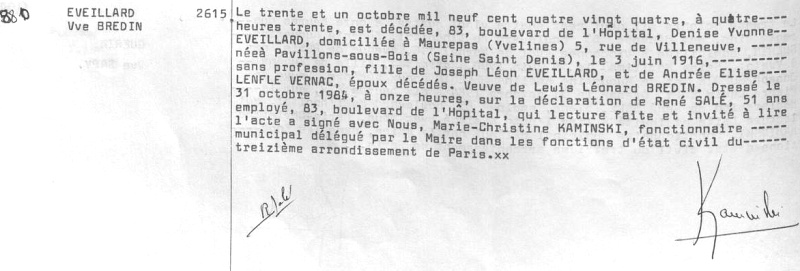 88 D EVEILLARD 2615
Vve BREDIN
Le trente et un octobre mil neuf cent quatre vingt quatre, à quatre----
heures trente, est décédée, 83, boulevard de l'Hôpital, Denise Yvonne--
EVEILLARD, domiciliée à Maurepas (Yvelines) 5, rue de Villeneuve, -----
néeà Pavillons-sous-Bois (Seine Saint Denis), le 3 juin 1916,----------
sans profession, fille de Joseph Léon EVEILLARD, et de Andrée Elise----
LENFLE VERNAC, époux décédés. Veuve de Lewis Léonard BREDIN. Dressé le
31 octobre 1984, à onze heures, sur la déclaration de René SALÉ, 51 ans
employé, 83, boulevard de l'Hôpital, qui lecture faite et invité à lire
l'acte a signé avec Nous, Marie-Christine KAMINSKI, fonctionnaire -----
municipal délégué par le Maire dans les fonctions d'état civil du------
treizième arrondissement de Paris.xx
R Salé
Kaminski